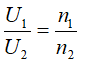 U₁/U₂ = n₁/n₂